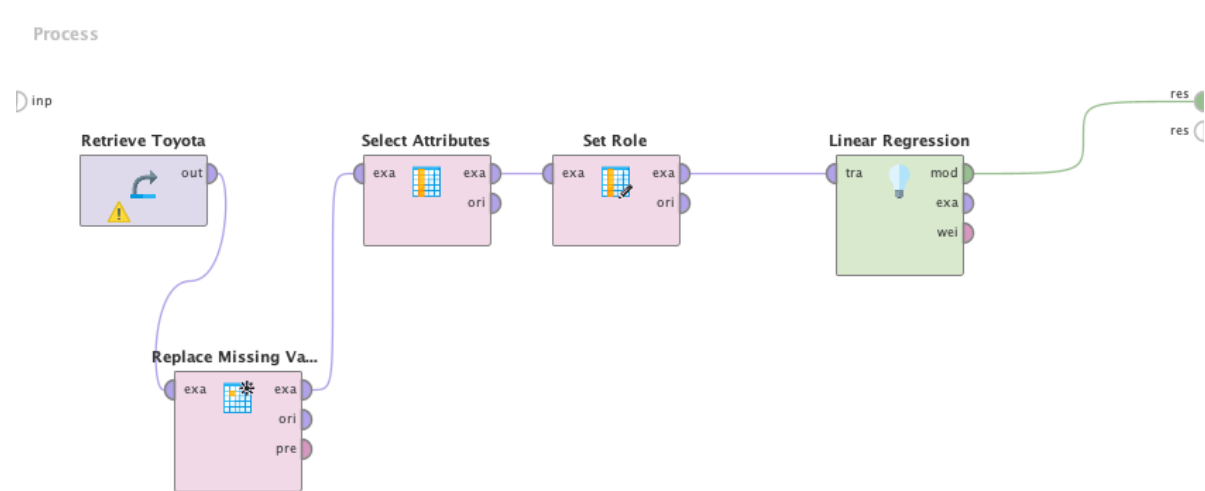 Process
inp
res
res
Retrieve Toyota
out
Select Attributes
exa
exa
ori
Set Role
exa
exa
ori
Linear Regression
tra
mod
exa
wei
Replace Missing Va...
exa
exa
ori
pre